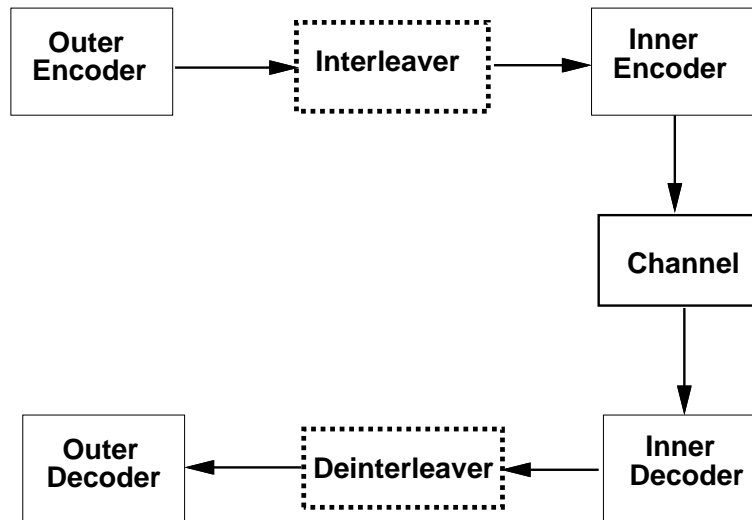 Outer
Encoder
Interleaver
Inner
Encoder
Channel
Outer
Decoder
Deinterleaver
Inner
Decoder